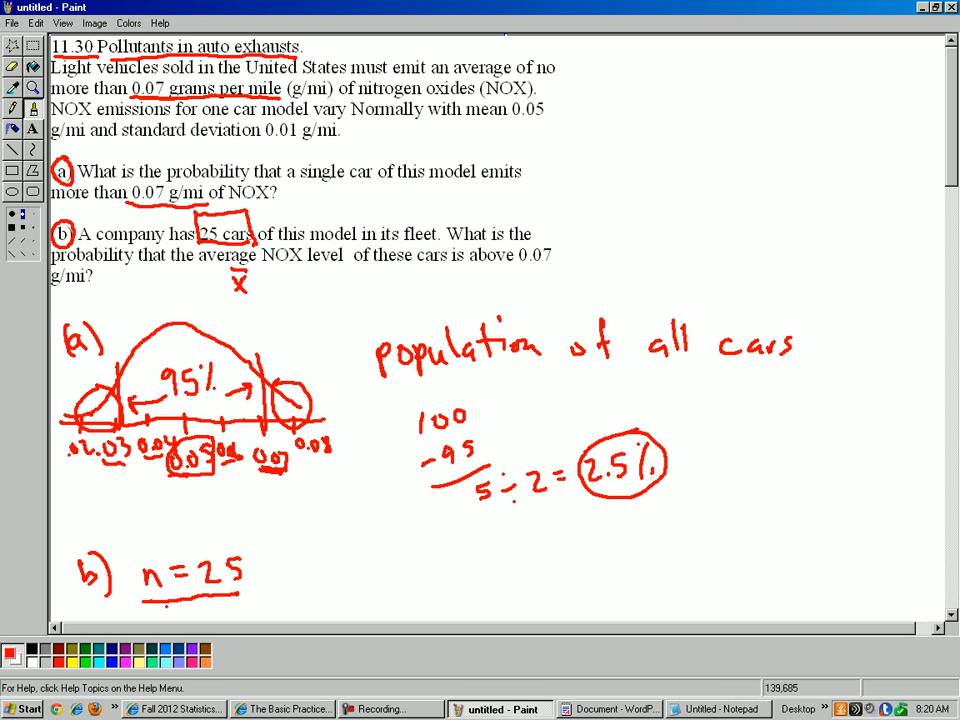 untitled - Paint
File Edit View Image Colors Help
11.30 Pollutants in auto exhausts.
Light vehicles sold in the United States must emit an average of no
more than 0.07 grams per mile (g/mi) of nitrogen oxides (NOX).
NOX emissions for one car model vary Normally with mean 0.05
g/mi and standard deviation 0.01 g/mi.
a) What is the probability that a single car of this model emits
more than 0.07 g/mi of NOX?
b) A company has 25 cars of this model in its fleet. What is the
probability that the average NOX level of these cars is above 0.07
g/mi?
x̄
(a)
population of all cars
95%
.02 .03 0.04 0.05 0.07 0.08
100
-95
5 ÷ 2 = 2.5%
b) n = 25
For Help, click Help Topics on the Help Menu.
139,685
Start
Fall 2012 Statistics...
The Basic Practice...
Recording...
untitled - Paint
Document - WordP...
Untitled - Notepad
Desktop
8:20 AM